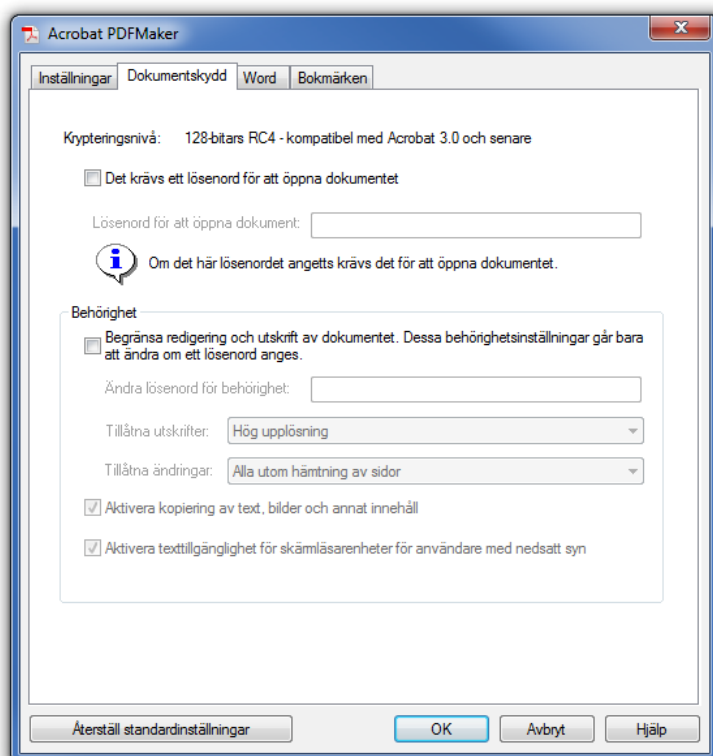 Acrobat PDFMaker
Inställningar Dokumentskydd Word Bokmärken
Krypteringsnivå: 128-bitars RC4 - kompatibel med Acrobat 3.0 och senare
Det krävs ett lösenord för att öppna dokumentet
Lösenord för att öppna dokument:
Om det här lösenordet angetts krävs det för att öppna dokumentet.
Behörighet
Begränsa redigering och utskrift av dokumentet. Dessa behörighetsinställningar går bara
att ändra om ett lösenord anges.
Ändra lösenord för behörighet:
Tillåtna utskrifter: Hög upplösning
Tillåtna ändringar: Alla utom hämtning av sidor
Aktivera kopiering av text, bilder och annat innehåll
Aktivera texttillgänglighet för skärmläsarenheter för användare med nedsatt syn
Återställ standardinställningar OK Avbryt Hjälp